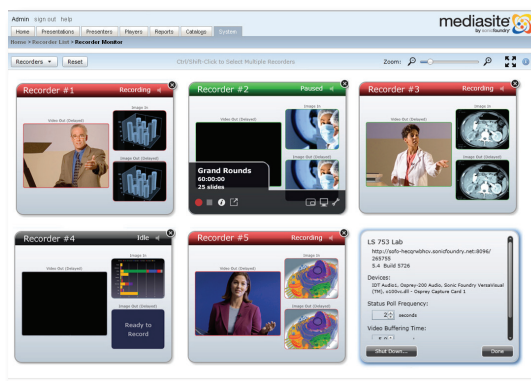 Admin sign out help
mediasite
by sonicfoundry
Home Presentations Presenters Players Reports Catalogs System
Home > Recorder List > Recorder Monitor
Recorders Reset Ctrl/Shift-Click to Select Multiple Recorders Zoom:
Recorder #1 Recording
Image In
Video Out (Delayed)
Image Out (Delayed)
Recorder #2 Paused
Image In
Video Out (Delayed)
Image Out (Delayed)
Grand Rounds
60:00:00
25 slides
Recorder #3 Recording
Image In
Video Out (Delayed)
Image Out (Delayed)
Recorder #4 Idle
Image In
Video Out (Delayed)
Image Out (Delayed)
Ready to
Record
Recorder #5 Recording
Image In
Video Out (Delayed)
Image Out (Delayed)
LS 753 Lab
265755
5.4 Build 5726
Devices:
IDT Audio1, Osprey-200 Audio, Sonic Foundry VersaVisual
(TM), o100vc.dll - Osprey Capture Card 1
Status Poll Frequency:
2 seconds
Video Buffering Time:
Shut Down... Done